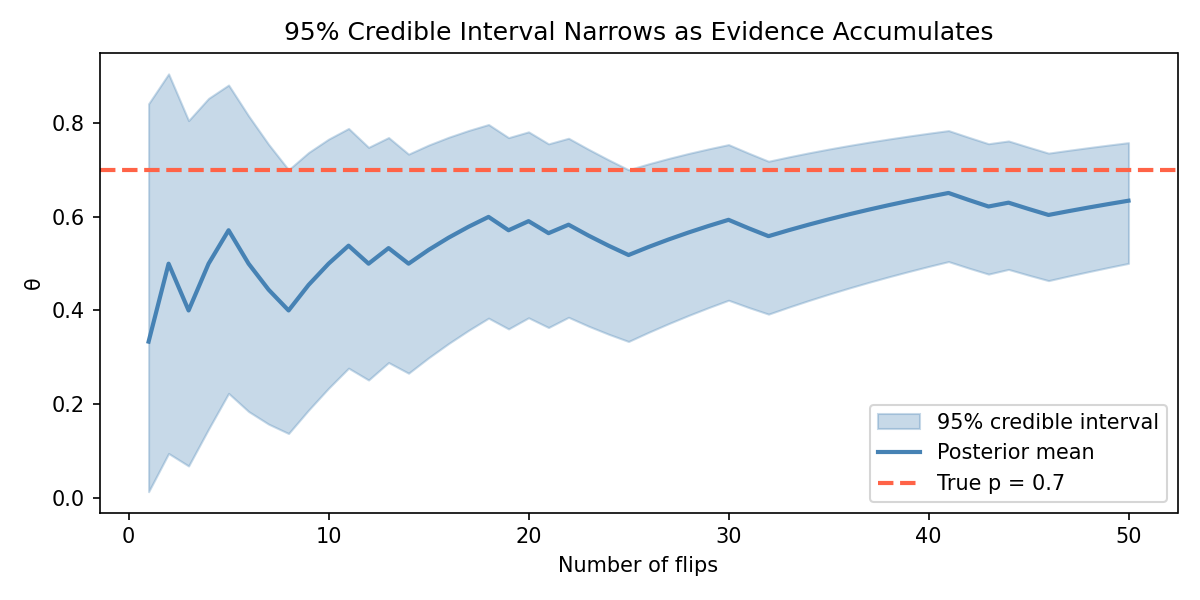 95% Credible Interval Narrows as Evidence Accumulates
θ
0.8
0.6
0.4
0.2
0.0
0 10 20 30 40 50
Number of flips
95% credible interval
Posterior mean
True p = 0.7